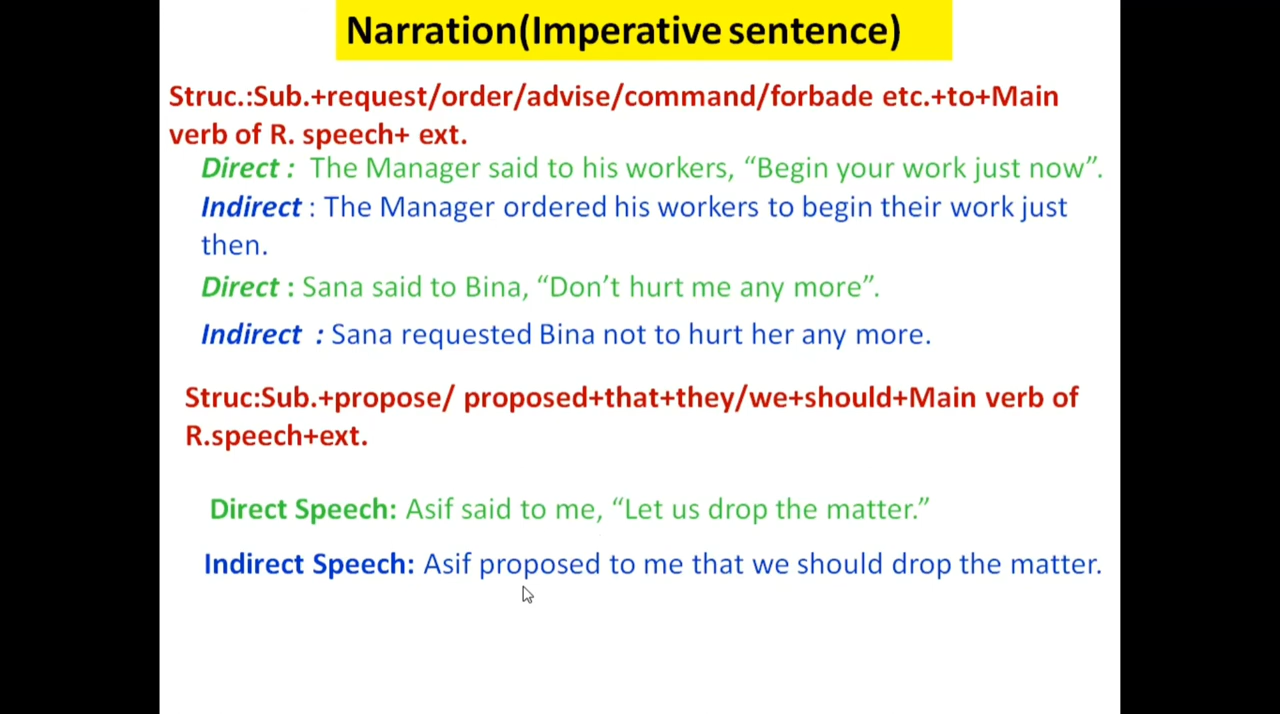 Narration(Imperative sentence)
Struc.:Sub.+request/order/advise/command/forbade etc.+to+Main
verb of R. speech+ ext.
Direct : The Manager said to his workers, “Begin your work just now”.
Indirect : The Manager ordered his workers to begin their work just
then.
Direct : Sana said to Bina, “Don’t hurt me any more”.
Indirect : Sana requested Bina not to hurt her any more.
Struc:Sub.+propose/ proposed+that+they/we+should+Main verb of
R.speech+ext.
Direct Speech: Asif said to me, “Let us drop the matter.”
Indirect Speech: Asif proposed to me that we should drop the matter.